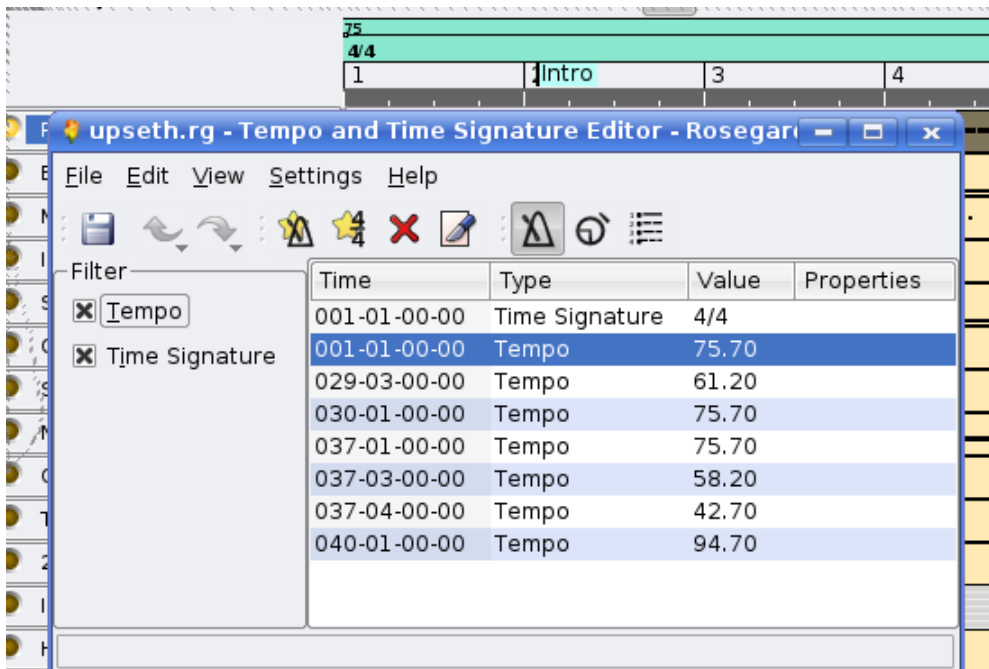 75
4/4
1 2 Intro 3 4
upseth.rg - Tempo and Time Signature Editor - Rosegar
File Edit View Settings Help
Filter
Tempo
Time Signature
Time Type Value Properties
001-01-00-00 Time Signature 4/4
001-01-00-00 Tempo 75.70
029-03-00-00 Tempo 61.20
030-01-00-00 Tempo 75.70
037-01-00-00 Tempo 75.70
037-03-00-00 Tempo 58.20
037-04-00-00 Tempo 42.70
040-01-00-00 Tempo 94.70